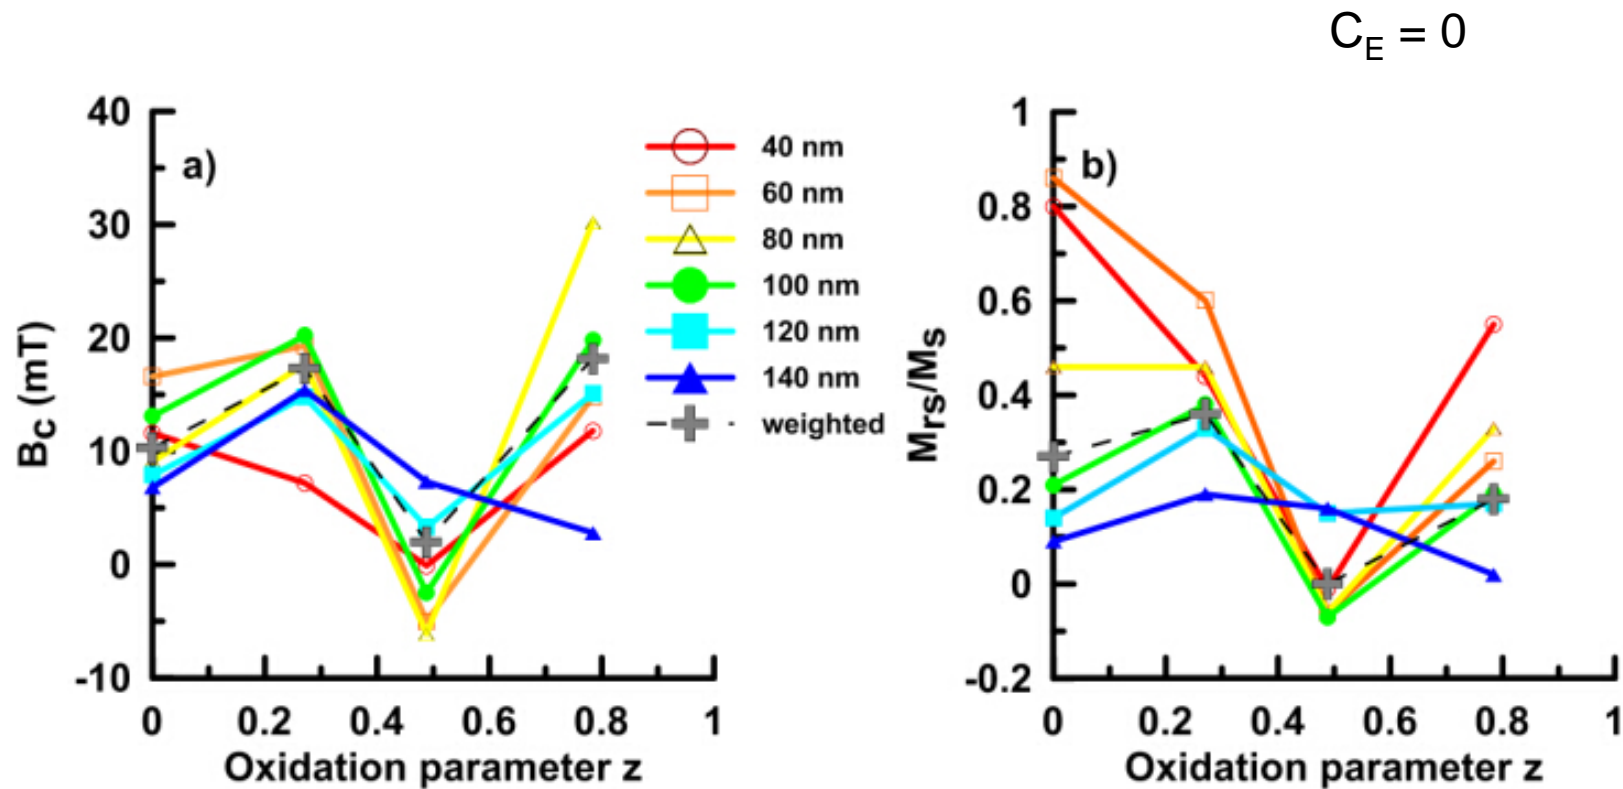 C_E = 0
a)
40
30
20
10
0
-10
B_C (mT)
0 0.2 0.4 0.6 0.8 1
Oxidation parameter z
40 nm
60 nm
80 nm
100 nm
120 nm
140 nm
weighted
b)
1
0.8
0.6
0.4
0.2
0
-0.2
M_rs/M_s
0 0.2 0.4 0.6 0.8 1
Oxidation parameter z